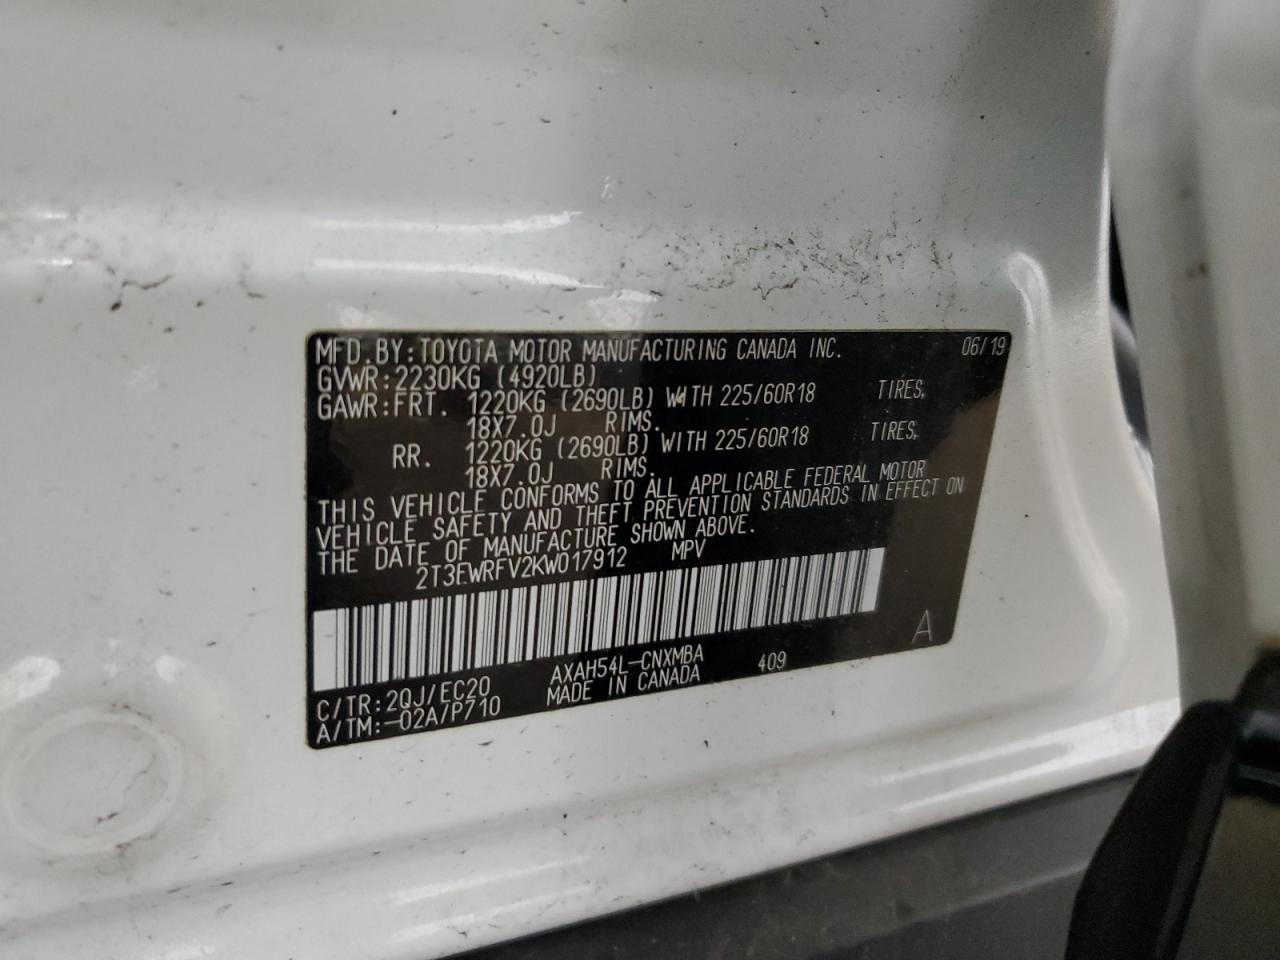 MFD.BY:TOYOTA MOTOR MANUFACTURING CANADA INC. 06/19
GVWR:2230KG (4920LB)
GAWR:FRT. 1220KG (2690LB) WITH 225/60R18 TIRES,
18X7.0J RIMS.
RR. 1220KG (2690LB) WITH 225/60R18 TIRES,
18X7.0J RIMS.
THIS VEHICLE CONFORMS TO ALL APPLICABLE FEDERAL MOTOR
VEHICLE SAFETY AND THEFT PREVENTION STANDARDS IN EFFECT ON
THE DATE OF MANUFACTURE SHOWN ABOVE.
2T3EWRFV2KW017912 MPV
A
C/TR:2QJ/EC20 AXAH54L-CNXMBA 409
A/TM:-02A/P710 MADE IN CANADA